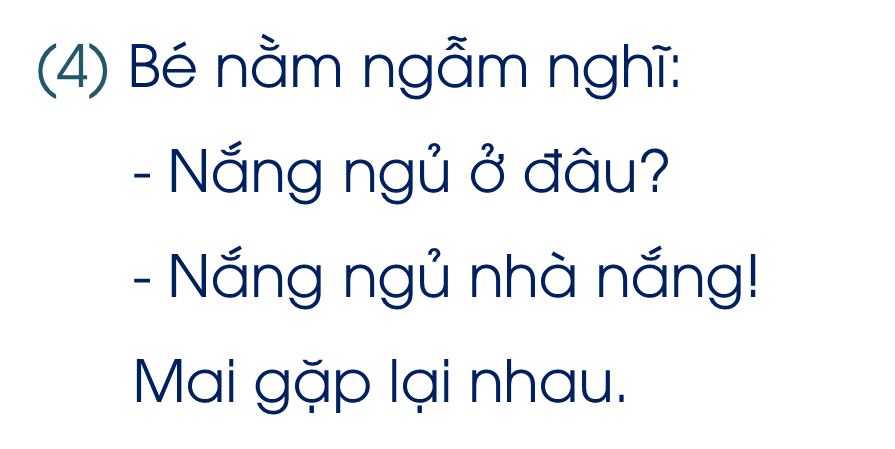 (4) Bé nằm ngẫm nghĩ:
- Nắng ngủ ở đâu?
- Nắng ngủ nhà nắng!
Mai gặp lại nhau.